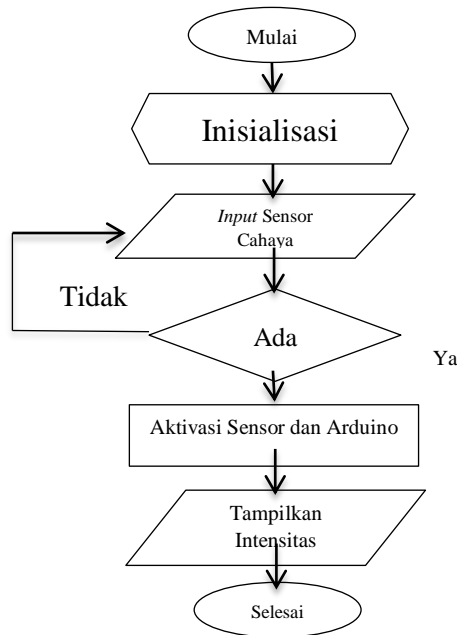 Mulai
Inisialisasi
Input Sensor
Cahaya
Tidak
Ada
Ya
Aktivasi Sensor dan Arduino
Tampilkan
Intensitas
Selesai